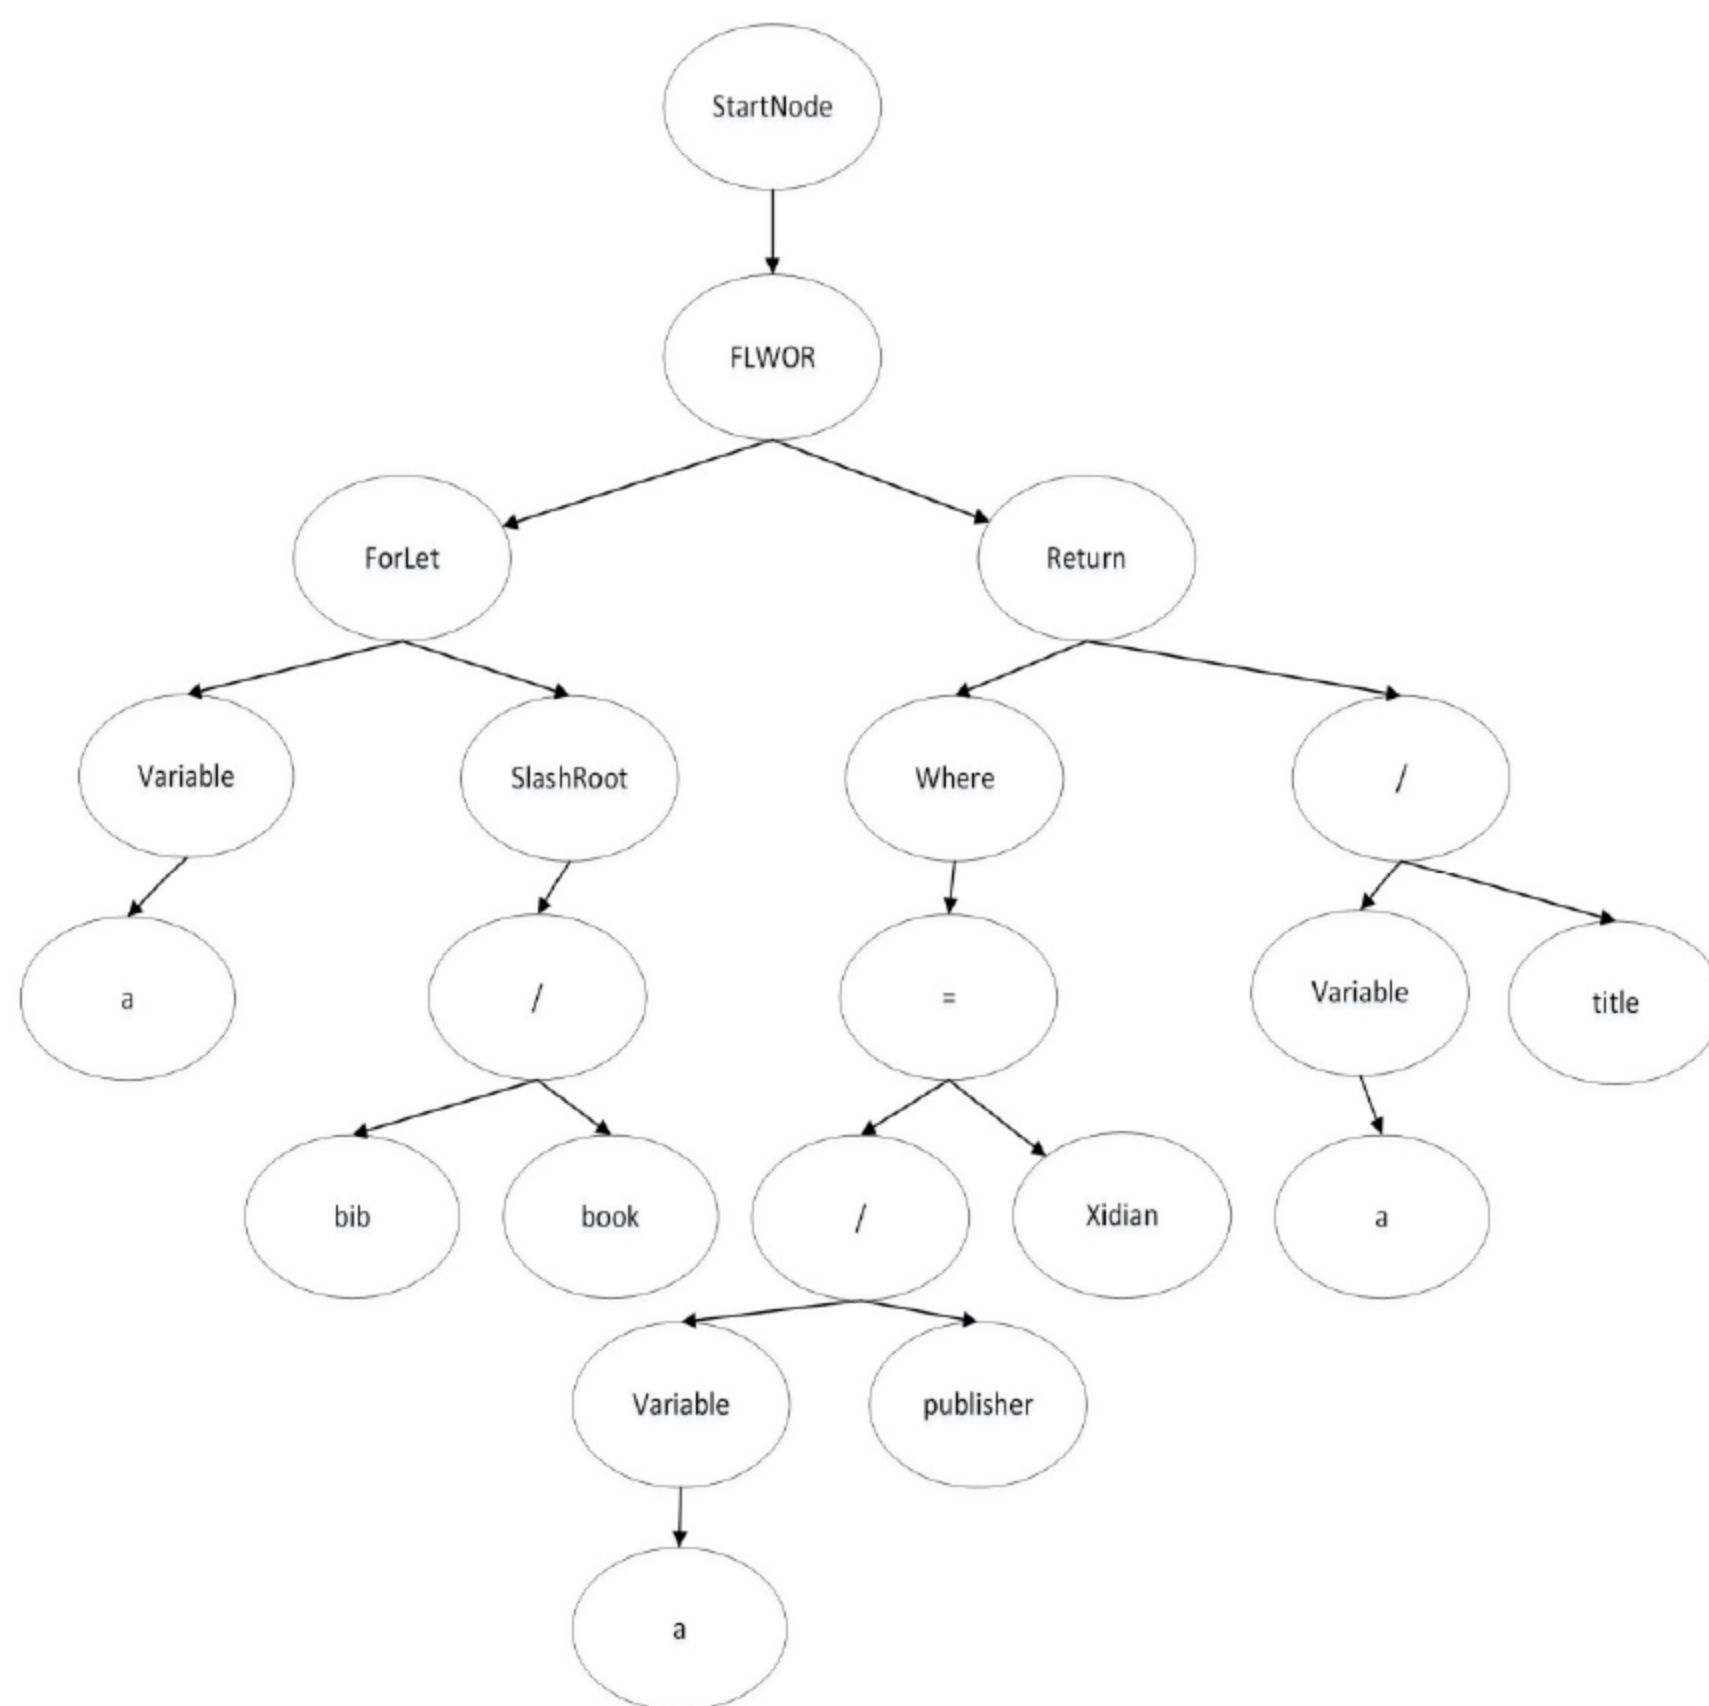 StartNode
FLWOR
ForLet
Return
Variable
SlashRoot
Where
/
a
/
=
Variable
title
bib
book
/
Xidian
a
Variable
publisher
a